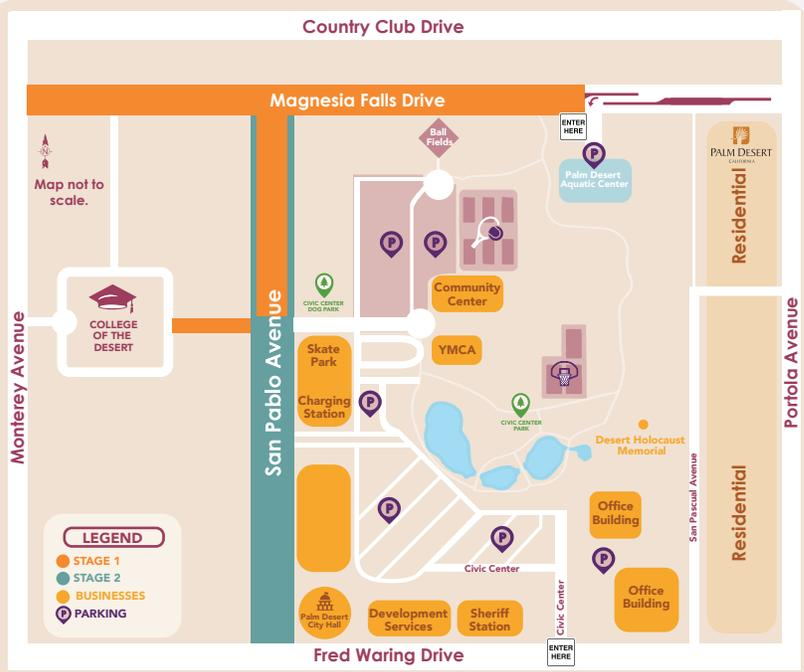 Country Club Drive
Magnesia Falls Drive
ENTER
HERE
Ball
Fields
P
Palm Desert
Aquatic Center
PALM DESERT
CALIFORNIA
Map not to
scale.
Residential
P
P
CIVIC CENTER
DOG PARK
Community
Center
COLLEGE
OF THE
DESERT
Monterey Avenue
San Pablo Avenue
Portola Avenue
Skate
Park
YMCA
Charging
Station
P
CIVIC CENTER
PARK
Desert Holocaust
Memorial
San Pascual Avenue
Residential
Office
Building
P
P
P
Civic Center
Civic Center
Office
Building
LEGEND
STAGE 1
STAGE 2
BUSINESSES
P PARKING
Palm Desert
City Hall
Development
Services
Sheriff
Station
Fred Waring Drive
ENTER
HERE